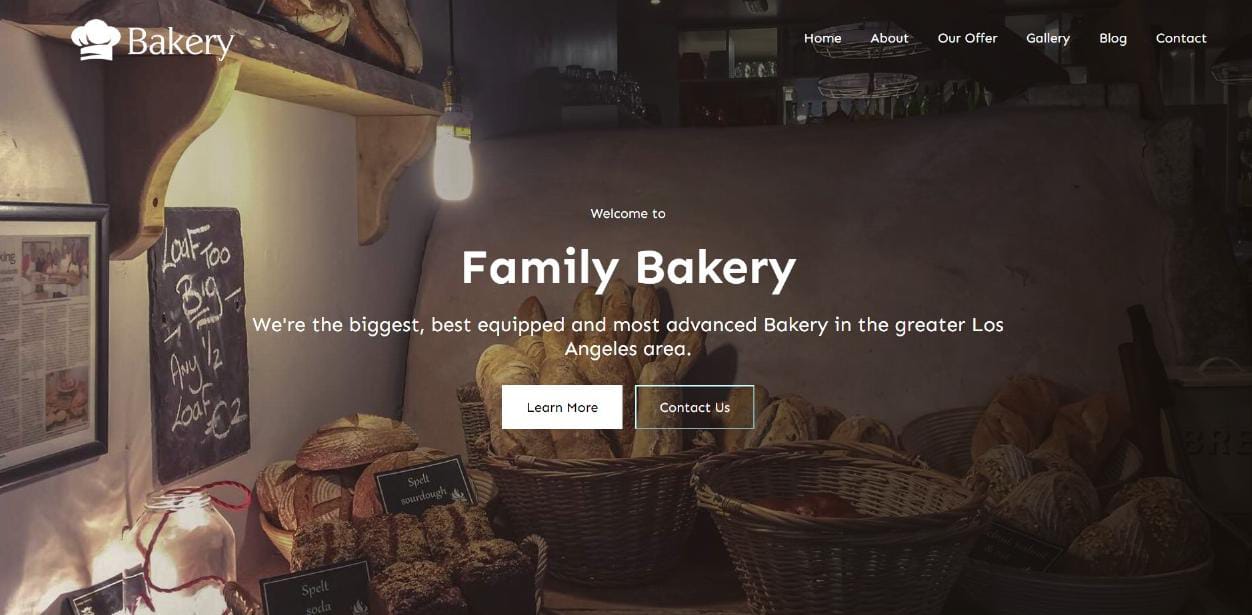 Bakery
Home About Our Offer Gallery Blog Contact
Welcome to
Family Bakery
We're the biggest, best equipped and most advanced Bakery in the greater Los
Angeles area.
Learn More Contact Us
Loaf Too
Big
Any 1/2
Loaf
€2
Spelt
sourdough
Spelt
soda